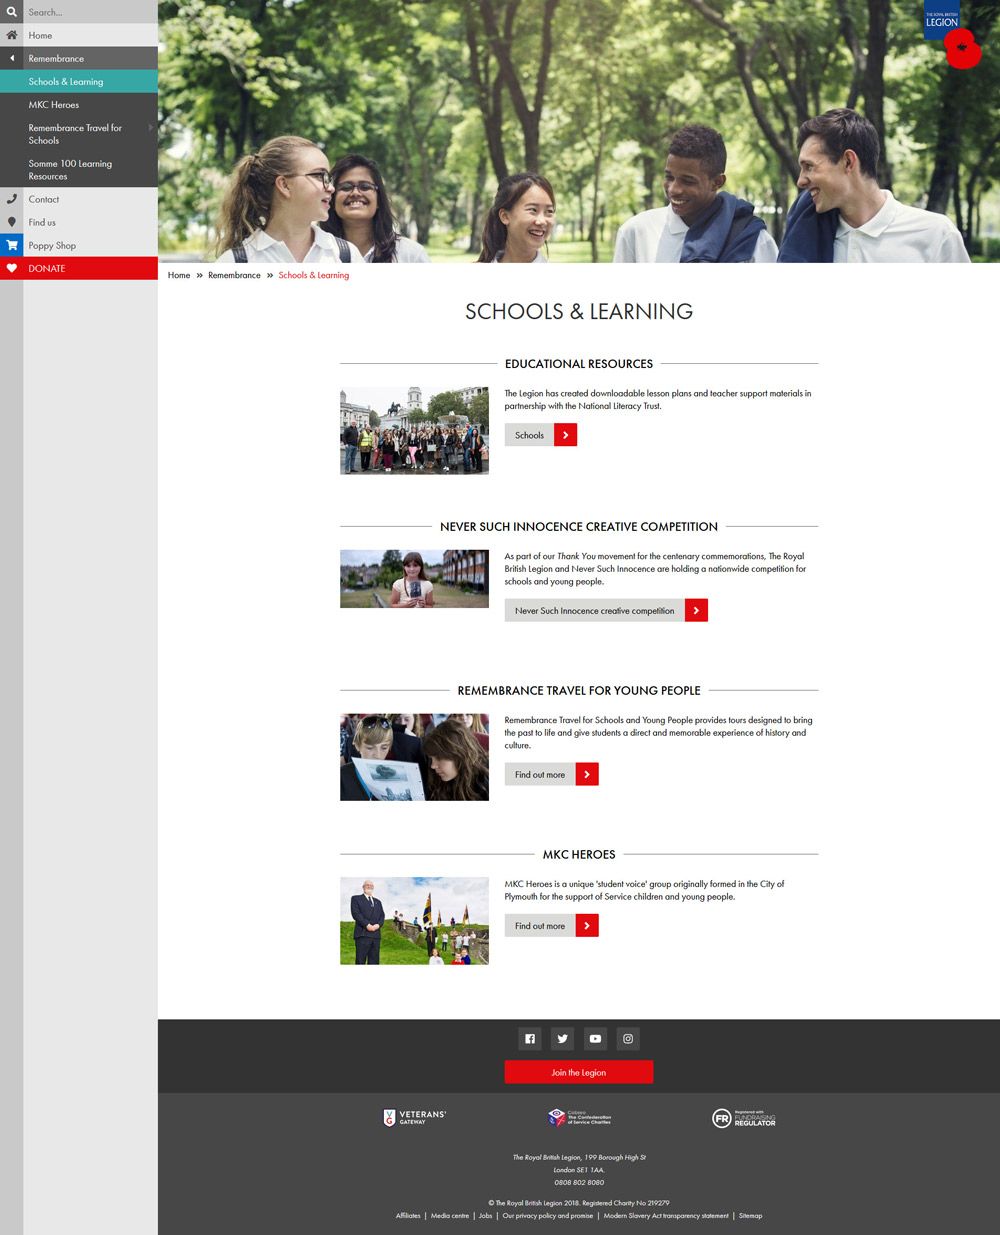 Search...
Home
Remembrance
Schools & Learning
MKC Heroes
Remembrance Travel for
Schools
Somme 100 Learning
Resources
Contact
Find us
Poppy Shop
DONATE
THE ROYAL BRITISH
LEGION
Home » Remembrance » Schools & Learning
SCHOOLS & LEARNING
EDUCATIONAL RESOURCES
The Legion has created downloadable lesson plans and teacher support materials in
partnership with the National Literacy Trust.
Schools
NEVER SUCH INNOCENCE CREATIVE COMPETITION
As part of our Thank You movement for the centenary commemorations, The Royal
British Legion and Never Such Innocence are holding a nationwide competition for
schools and young people.
Never Such Innocence creative competition
REMEMBRANCE TRAVEL FOR YOUNG PEOPLE
Remembrance Travel for Schools and Young People provides tours designed to bring
the past to life and give students a direct and memorable experience of history and
culture.
Find out more
MKC HEROES
MKC Heroes is a unique 'student voice' group originally formed in the City of
Plymouth for the support of Service children and young people.
Find out more
Join the Legion
VG VETERANS'
GATEWAY
Cobseo
The Confederation
of Service Charities
FR Registered with
FUNDRAISING
REGULATOR
The Royal British Legion, 199 Borough High St
London SE1 1AA.
0808 802 8080
© The Royal British Legion 2018. Registered Charity No 219279
Affiliates | Media centre | Jobs | Our privacy policy and promise | Modern Slavery Act transparency statement | Sitemap